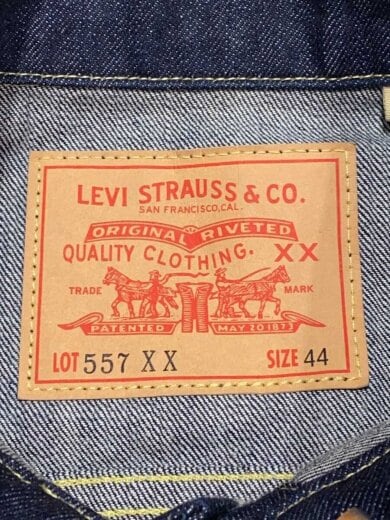 LEVI STRAUSS & CO.
SAN FRANCISCO, CAL.
ORIGINAL RIVETED
QUALITY CLOTHING. XX
TRADE MARK
PATENTED MAY 20 1873
LOT 557 XX SIZE 44